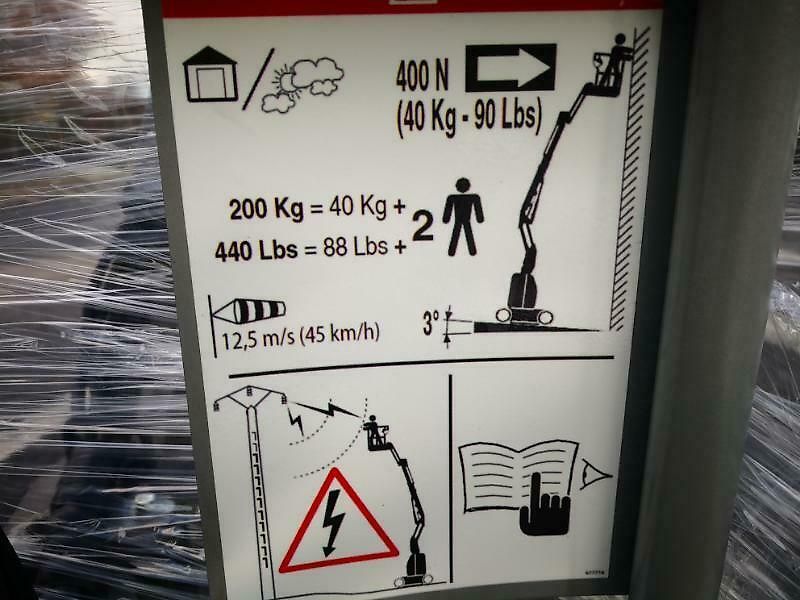 400 N
(40 Kg - 90 Lbs)
200 Kg = 40 Kg +
440 Lbs = 88 Lbs +
2
12,5 m/s (45 km/h)
3°